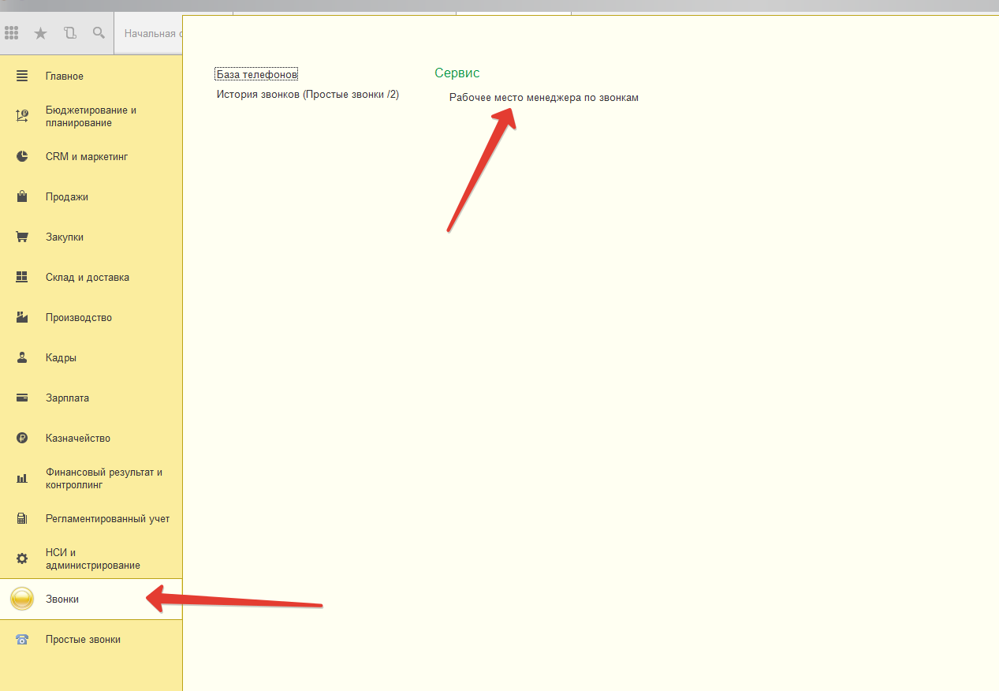 Начальная
Главное
Бюджетирование и
планирование
CRM и маркетинг
Продажи
Закупки
Склад и доставка
Производство
Кадры
Зарплата
Казначейство
Финансовый результат и
контроллинг
Регламентированный учет
НСИ и
администрирование
Звонки
Простые звонки
База телефонов
История звонков (Простые звонки /2)
Сервис
Рабочее место менеджера по звонкам